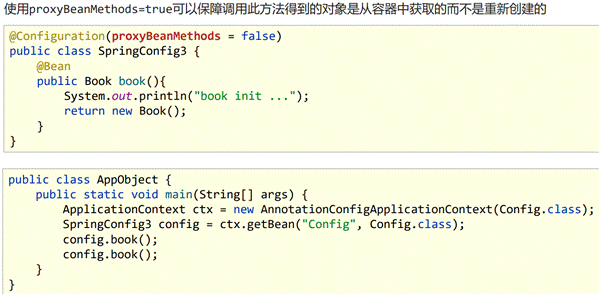 使用proxyBeanMethods=true可以保障调用此方法得到的对象是从容器中获取的而不是重新创建的
@Configuration(proxyBeanMethods = false)
public class SpringConfig3 {
    @Bean
    public Book book(){
        System.out.println("book init ...");
        return new Book();
    }
}
public class AppObject {
    public static void main(String[] args) {
        ApplicationContext ctx = new AnnotationConfigApplicationContext(Config.class);
        SpringConfig3 config = ctx.getBean("Config", Config.class);
        config.book();
        config.book();
    }
}